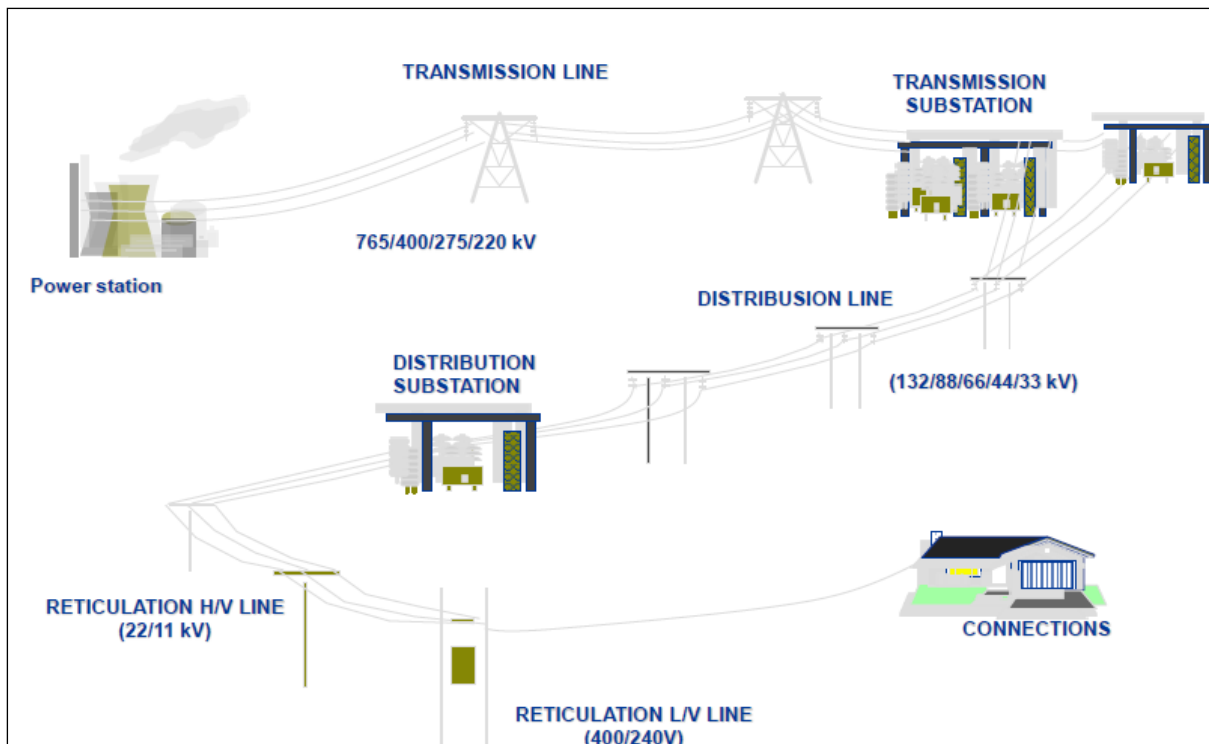 TRANSMISSION LINE
TRANSMISSION
SUBSTATION
765/400/275/220 kV
Power station
DISTRIBUSION LINE
(132/88/66/44/33 kV)
DISTRIBUTION
SUBSTATION
RETICULATION H/V LINE
(22/11 kV)
CONNECTIONS
RETICULATION L/V LINE
(400/240V)